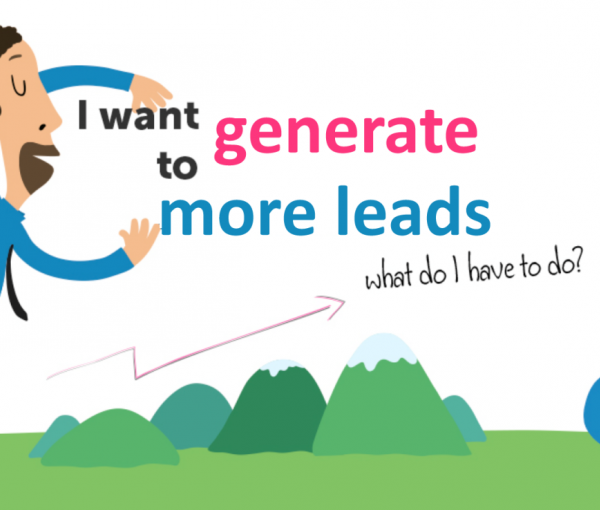 I want
to
generate
more leads
what do I have to do?